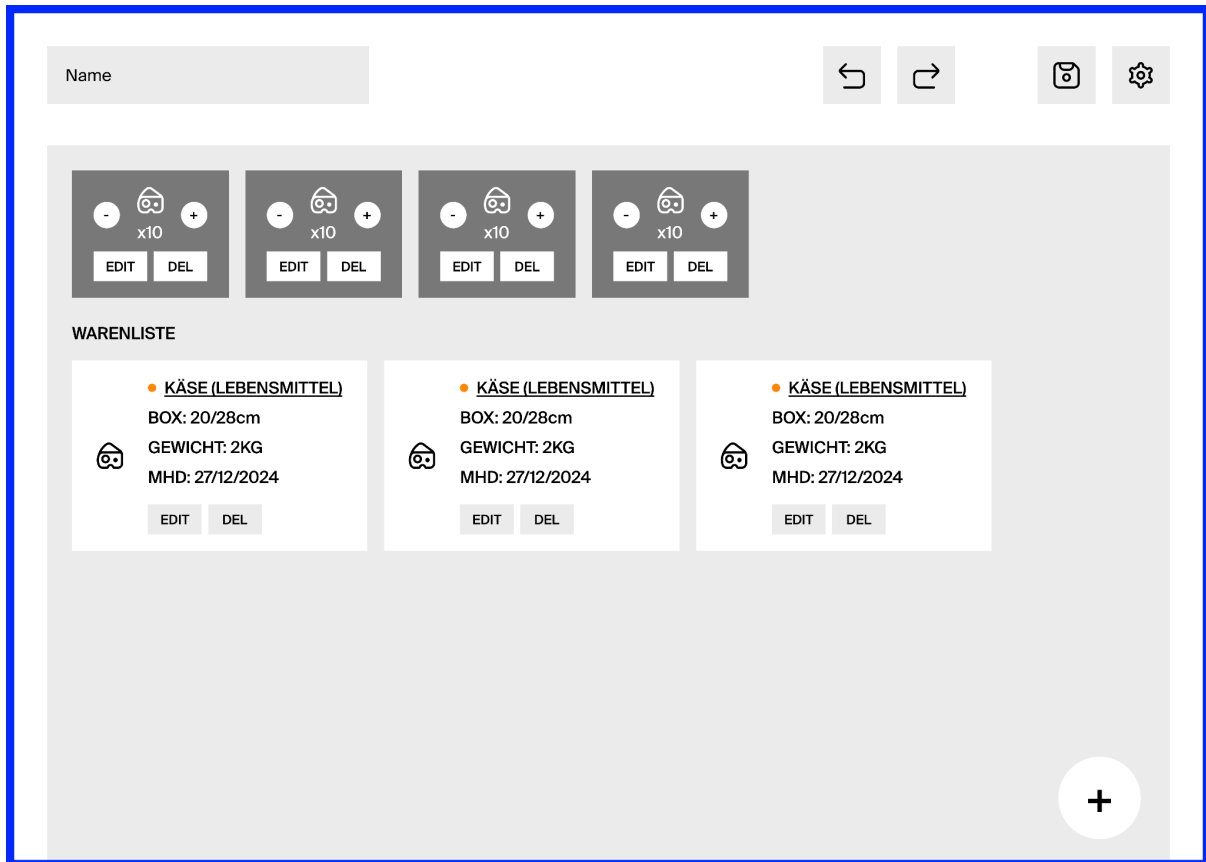 Name
- +
x10
EDIT DEL
- +
x10
EDIT DEL
- +
x10
EDIT DEL
- +
x10
EDIT DEL
WARENLISTE
KÄSE (LEBENSMITTEL)
BOX: 20/28cm
GEWICHT: 2KG
MHD: 27/12/2024
EDIT DEL
KÄSE (LEBENSMITTEL)
BOX: 20/28cm
GEWICHT: 2KG
MHD: 27/12/2024
EDIT DEL
KÄSE (LEBENSMITTEL)
BOX: 20/28cm
GEWICHT: 2KG
MHD: 27/12/2024
EDIT DEL
+